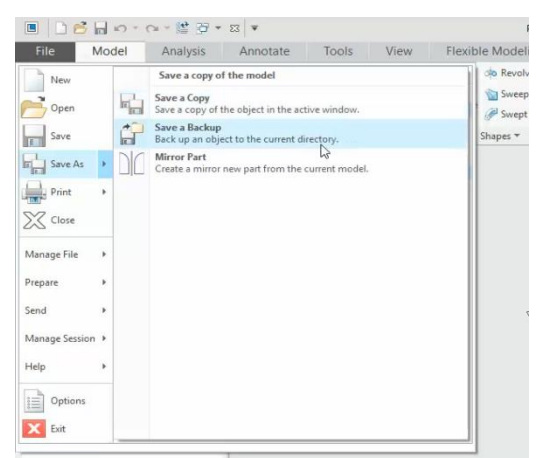 File Model Analysis Annotate Tools View Flexible Modeli
New
Open
Save
Save As
Print
Close
Manage File
Prepare
Send
Manage Session
Help
Options
Exit
Save a copy of the model
Save a Copy
Save a copy of the object in the active window.
Save a Backup
Back up an object to the current directory.
Mirror Part
Create a mirror new part from the current model.
Revolv
Sweep
Swept
Shapes